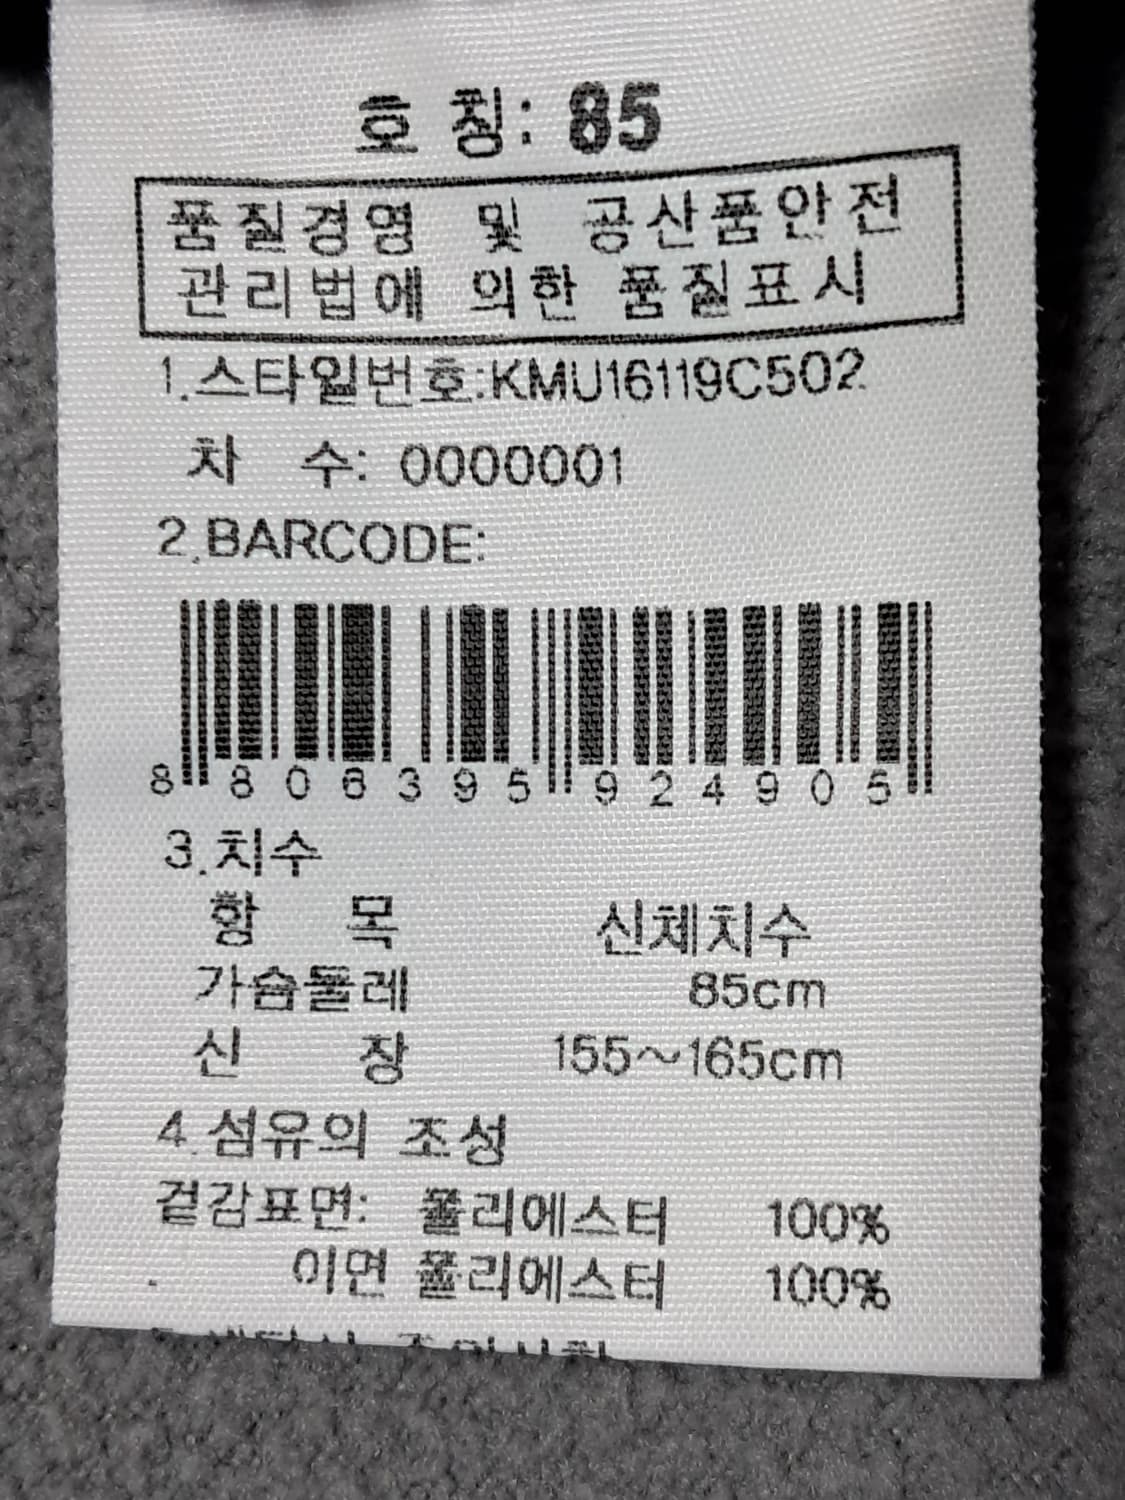 호 칭: 85
품질경영 및 공산품안전
관리법에 의한 품질표시
1.스타일번호:KMU16119C502
차 수: 0000001
2.BARCODE:
8 806395 924905
3.치수
항 목 신체치수
가슴둘레 85cm
신 장 155~165cm
4.섬유의 조성
겉감표면: 폴리에스터 100%
이면 폴리에스터 100%